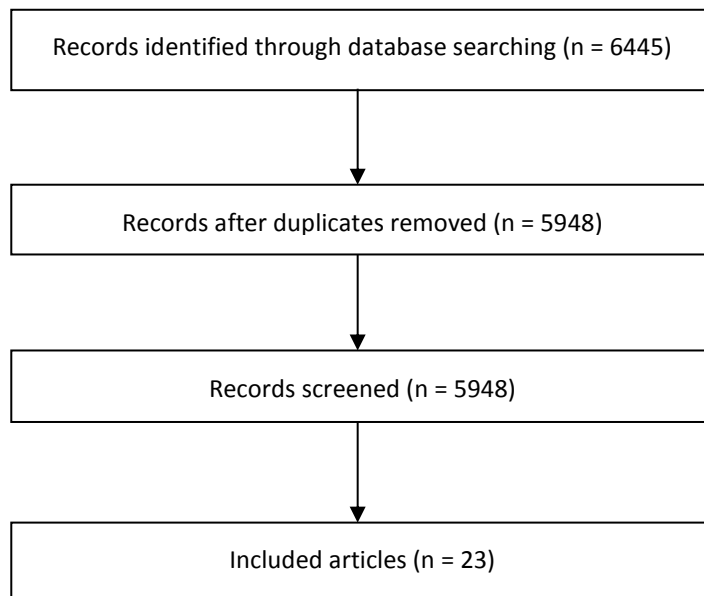 Records identified through database searching (n = 6445)
Records after duplicates removed (n = 5948)
Records screened (n = 5948)
Included articles (n = 23)